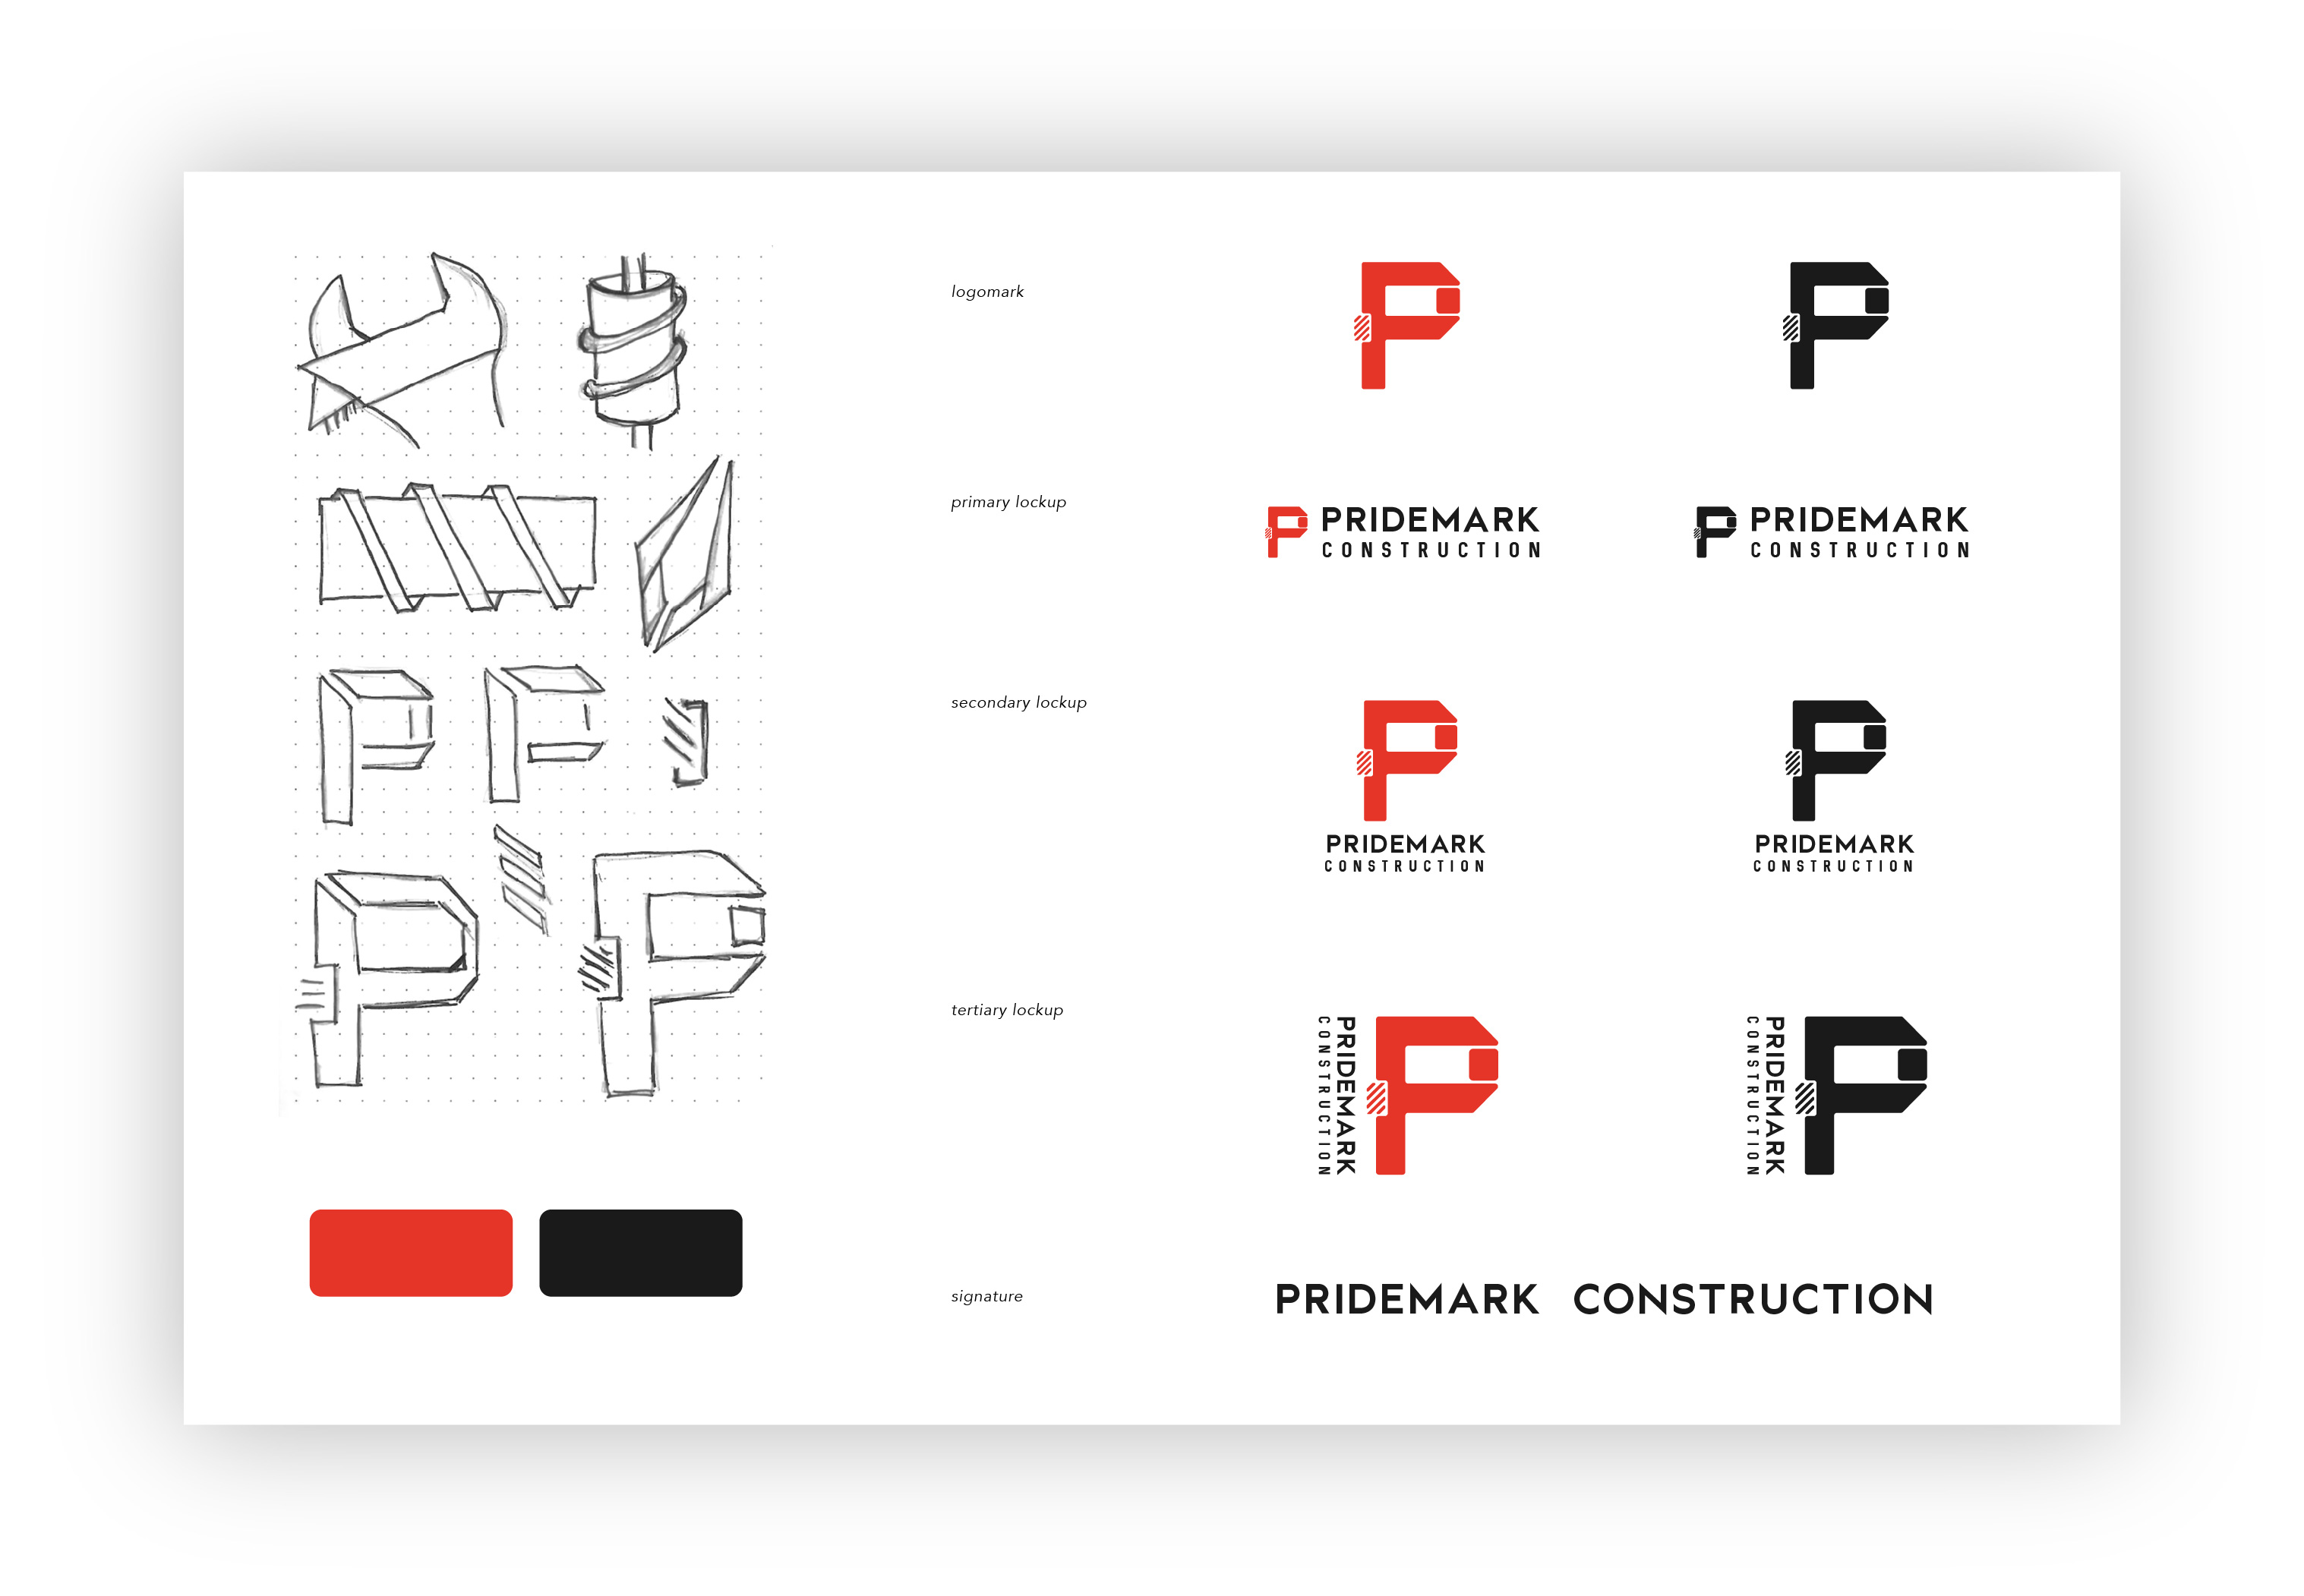 logomark
primary lockup
PRIDEMARK
CONSTRUCTION
PRIDEMARK
CONSTRUCTION
secondary lockup
PRIDEMARK
CONSTRUCTION
PRIDEMARK
CONSTRUCTION
tertiary lockup
PRIDEMARK
CONSTRUCTION
PRIDEMARK
CONSTRUCTION
signature
PRIDEMARK CONSTRUCTION